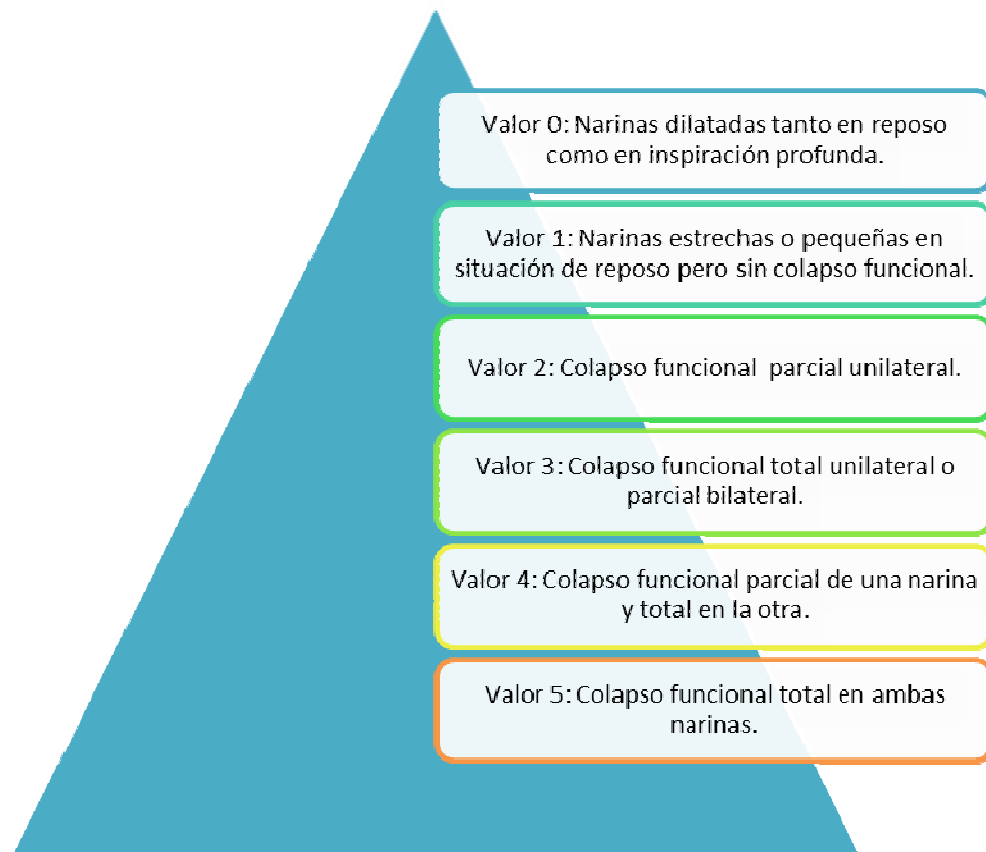 Valor 0: Narinas dilatadas tanto en reposo
como en inspiración profunda.
Valor 1: Narinas estrechas o pequeñas en
situación de reposo pero sin colapso funcional.
Valor 2: Colapso funcional  parcial unilateral.
Valor 3: Colapso funcional total unilateral o
parcial bilateral.
Valor 4: Colapso funcional parcial de una narina
y total en la otra.
Valor 5: Colapso funcional total en ambas
narinas.